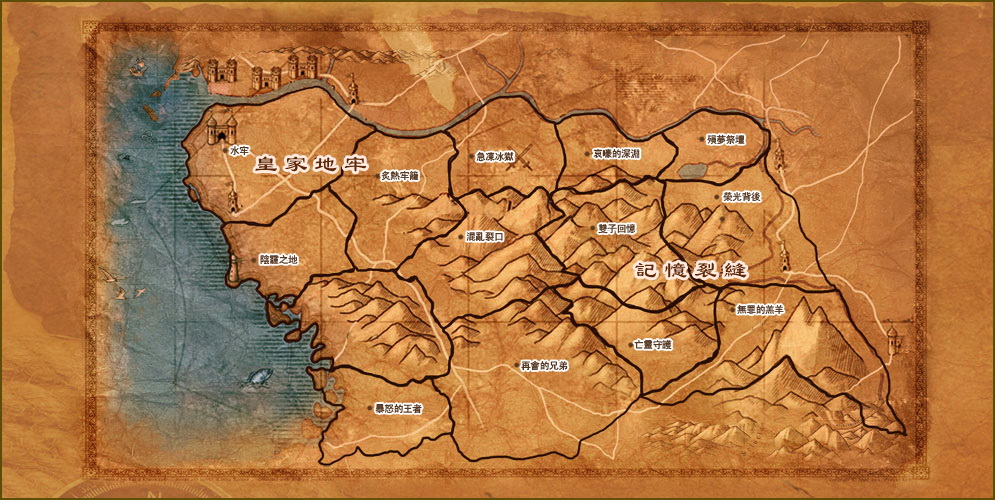 殞夢祭壇
水牢
皇家地牢
急凍冰獄
哀嚎的深淵
炙熱牢籠
榮光背後
雙子回憶
混亂裂口
陰霾之地
記憶裂縫
無罪的羔羊
亡靈守護
再會的兄弟
暴怒的王者